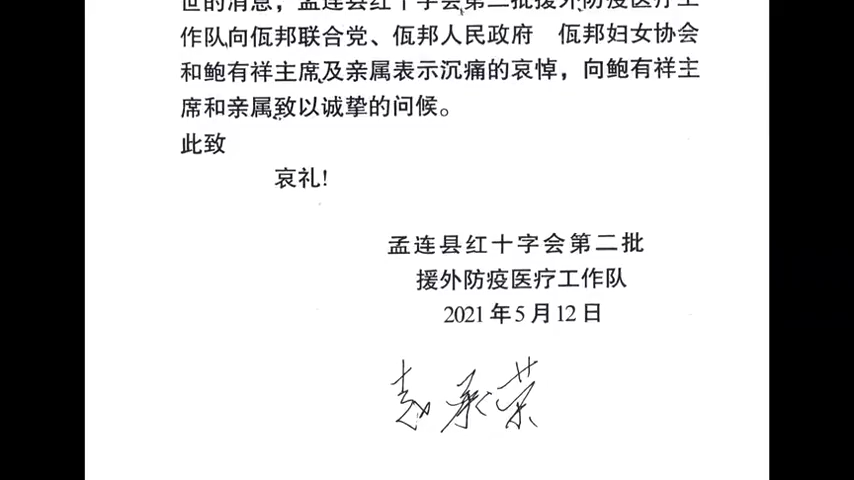 世的消息，孟连县红十字会第二批援外防疫医疗工
作队向佤邦联合党、佤邦人民政府 佤邦妇女协会
和鲍有祥主席及亲属表示沉痛的哀悼，向鲍有祥主
席和亲属致以诚挚的问候。
此致
哀礼!
孟连县红十字会第二批
援外防疫医疗工作队
2021年5月12日
袁承荣